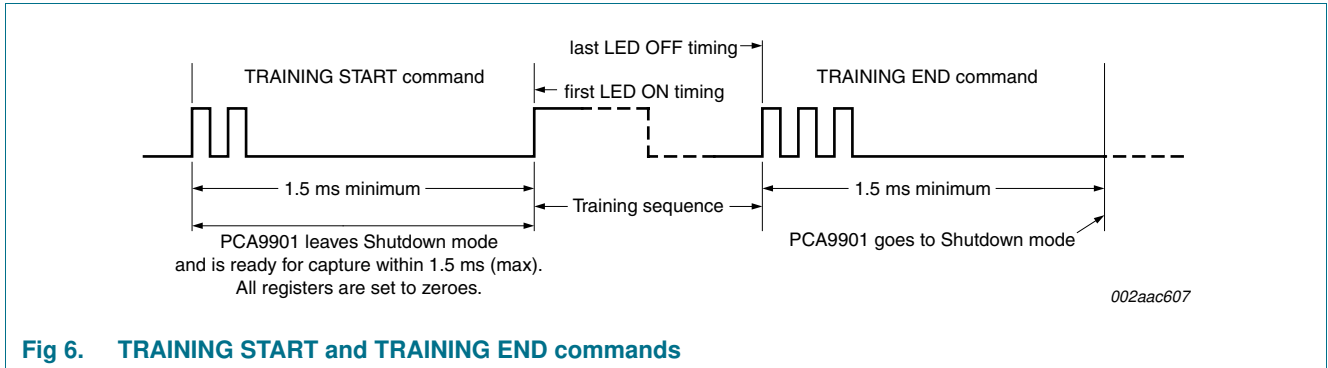 last LED OFF timing
TRAINING START command
TRAINING END command
first LED ON timing
1.5 ms minimum
1.5 ms minimum
Training sequence
PCA9901 leaves Shutdown mode
and is ready for capture within 1.5 ms (max).
All registers are set to zeroes.
PCA9901 goes to Shutdown mode
002aac607
Fig 6. TRAINING START and TRAINING END commands